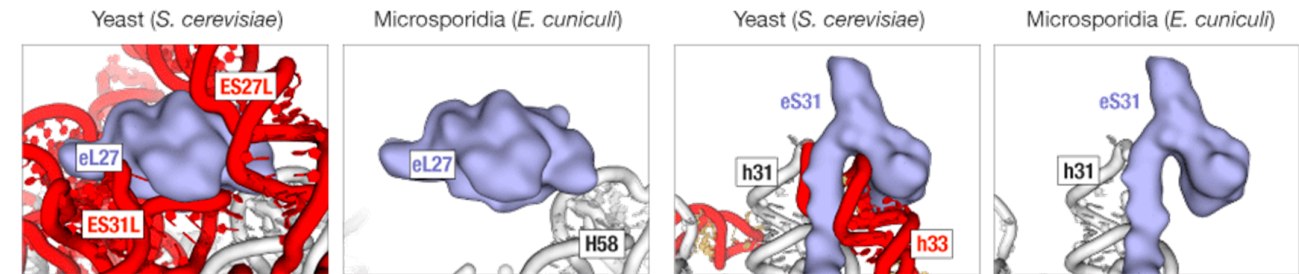 Yeast (S. cerevisiae)
Microsporidia (E. cuniculi)
Yeast (S. cerevisiae)
Microsporidia (E. cuniculi)
ES27L
eL27
ES31L
eL27
H58
eS31
h31
h33
eS31
h31